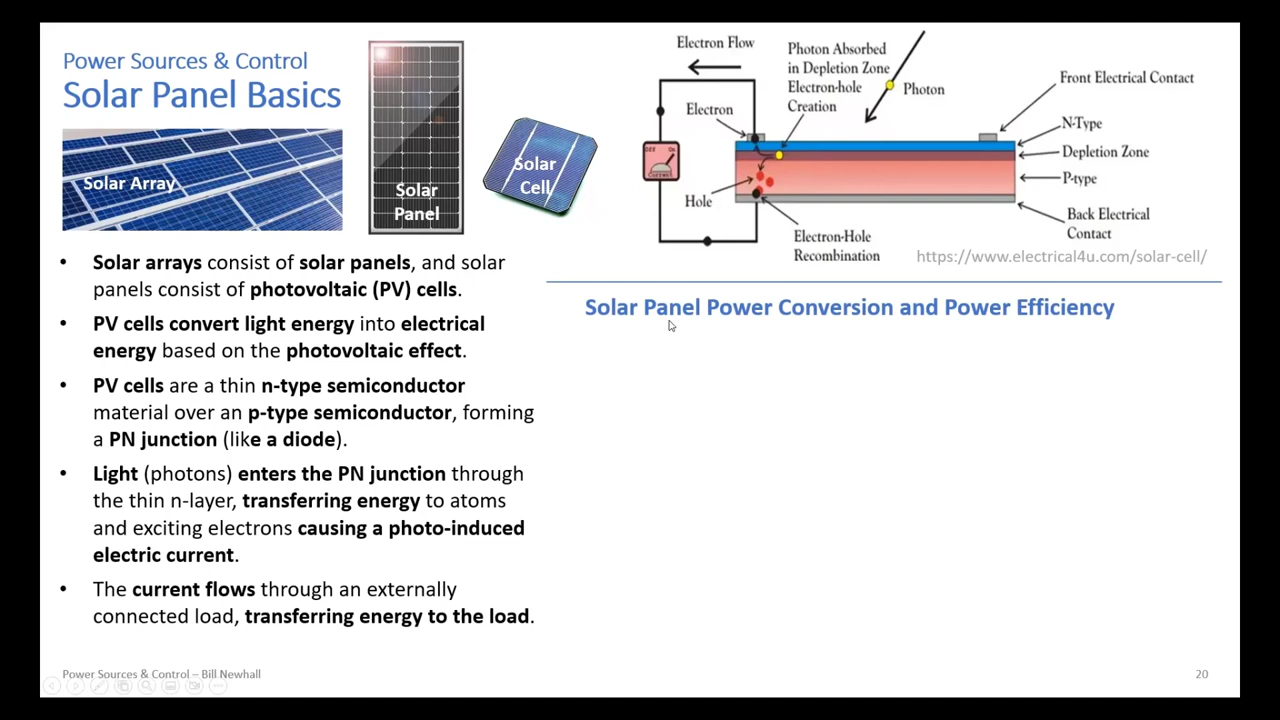 Power Sources & Control
Solar Panel Basics
Solar Array
Solar
Panel
Solar
Cell
• Solar arrays consist of solar panels, and solar
panels consist of photovoltaic (PV) cells.
• PV cells convert light energy into electrical
energy based on the photovoltaic effect.
• PV cells are a thin n-type semiconductor
material over an p-type semiconductor, forming
a PN junction (like a diode).
• Light (photons) enters the PN junction through
the thin n-layer, transferring energy to atoms
and exciting electrons causing a photo-induced
electric current.
• The current flows through an externally
connected load, transferring energy to the load.
Electron Flow
Photon Absorbed
in Depletion Zone
Electron-hole
Creation
Photon
Front Electrical Contact
Electron
N-Type
Depletion Zone
P-type
Hole
Back Electrical
Contact
Electron-Hole
Recombination
https://www.electrical4u.com/solar-cell/
Solar Panel Power Conversion and Power Efficiency
Power Sources & Control – Bill Newhall
20